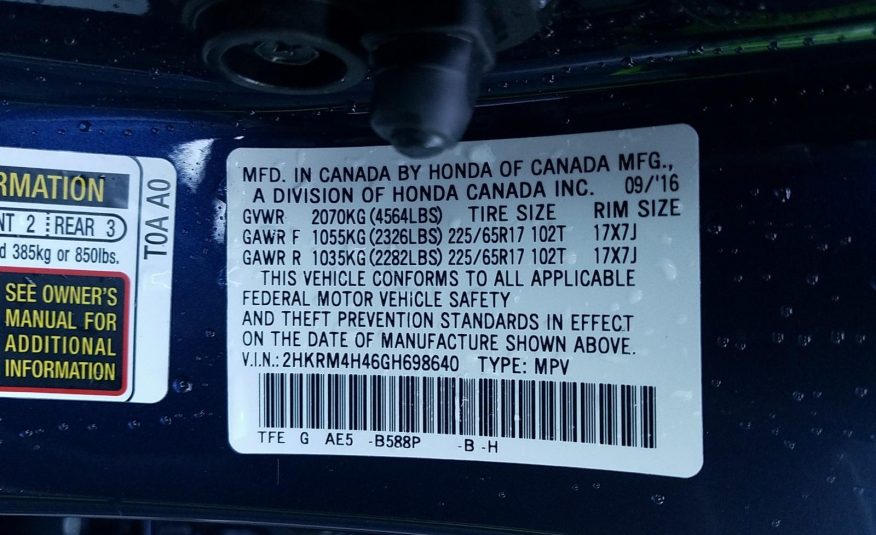 RMATION
NT 2 REAR 3
d 385kg or 850lbs.
SEE OWNER'S
MANUAL FOR
ADDITIONAL
INFORMATION
T0A A0
MFD. IN CANADA BY HONDA OF CANADA MFG.,
A DIVISION OF HONDA CANADA INC. 09/'16
GVWR 2070KG (4564LBS) TIRE SIZE RIM SIZE
GAWR F 1055KG (2326LBS) 225/65R17 102T 17X7J
GAWR R 1035KG (2282LBS) 225/65R17 102T 17X7J
THIS VEHICLE CONFORMS TO ALL APPLICABLE
FEDERAL MOTOR VEHICLE SAFETY
AND THEFT PREVENTION STANDARDS IN EFFECT
ON THE DATE OF MANUFACTURE SHOWN ABOVE.
V.I.N.: 2HKRM4H46GH698640 TYPE: MPV
TFE G AE5 -B588P -B -H